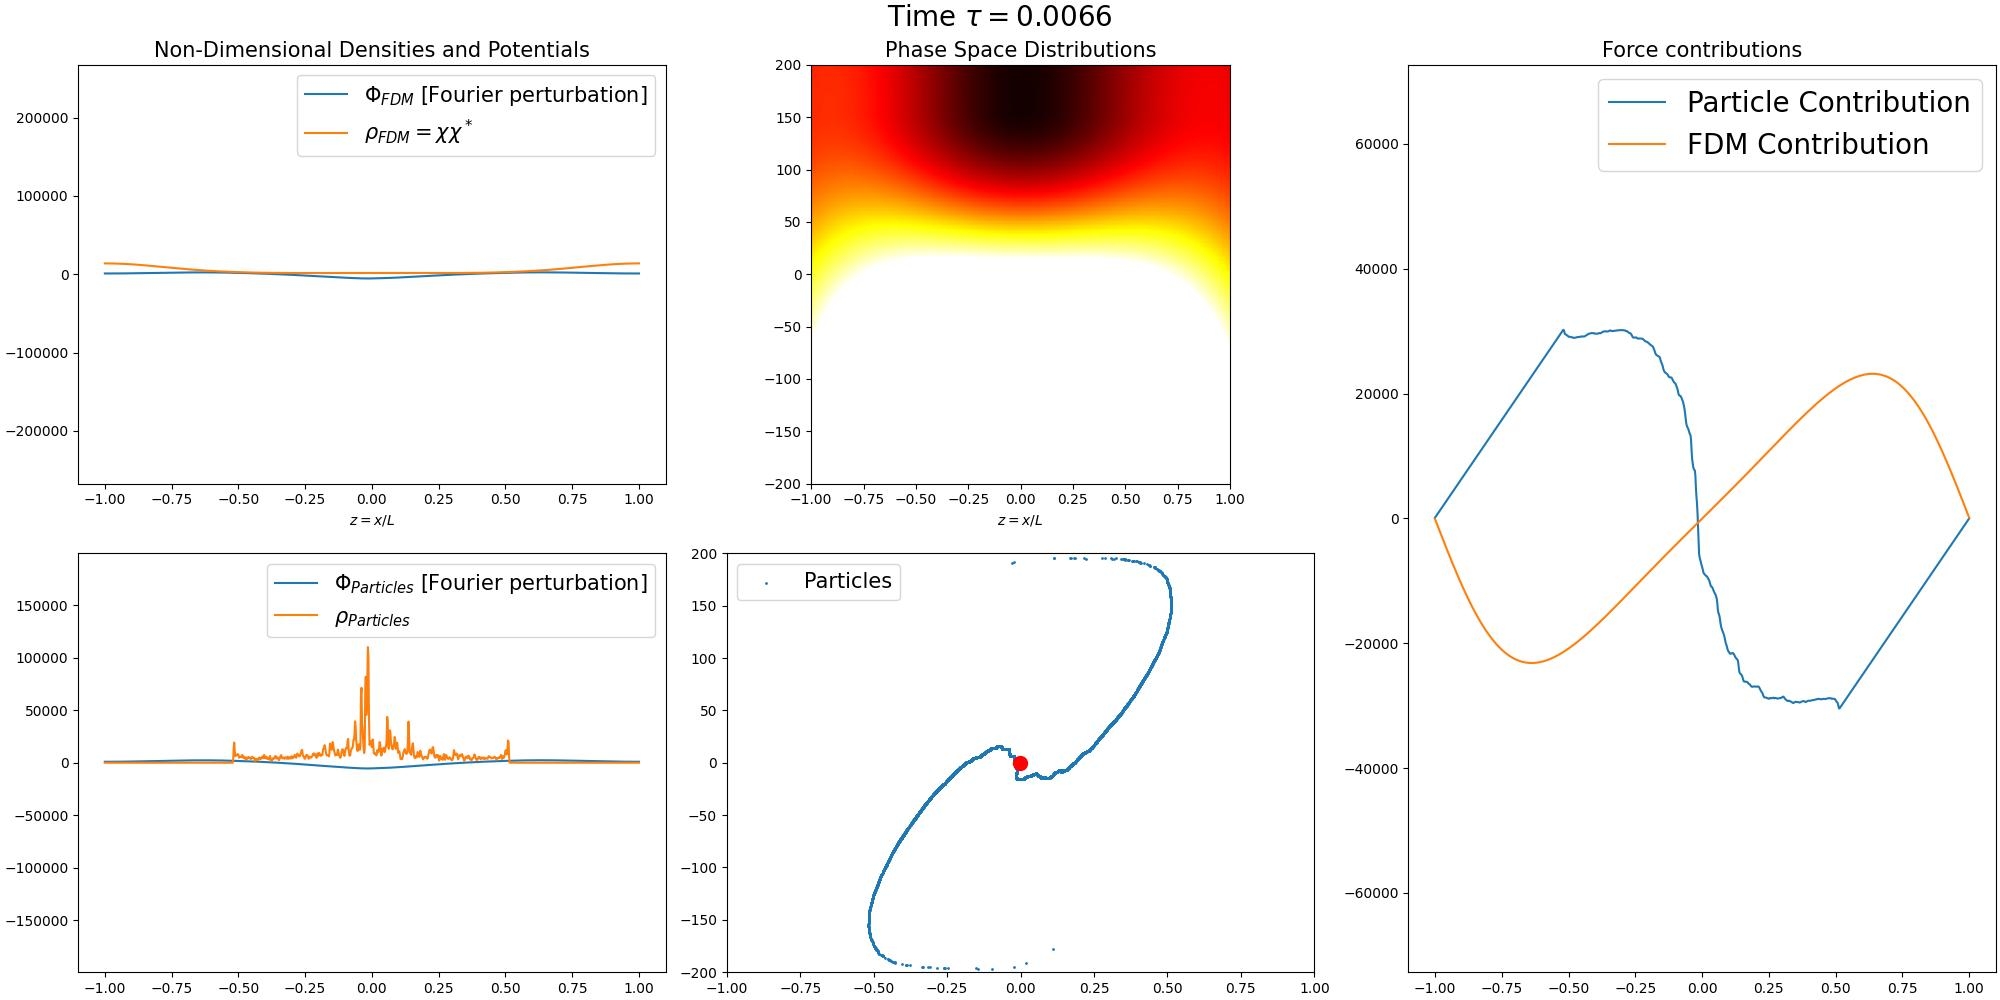 Time τ = 0.0066
Non-Dimensional Densities and Potentials
Φ_FDM [Fourier perturbation]
ρ_FDM = χχ*
200000
100000
0
−100000
−200000
−1.00 −0.75 −0.50 −0.25 0.00 0.25 0.50 0.75 1.00
z = x/L
Phase Space Distributions
200
150
100
50
0
−50
−100
−150
−200
−1.00 −0.75 −0.50 −0.25 0.00 0.25 0.50 0.75 1.00
z = x/L
Force contributions
Particle Contribution
FDM Contribution
60000
40000
20000
0
−20000
−40000
−60000
−1.00 −0.75 −0.50 −0.25 0.00 0.25 0.50 0.75 1.00
Φ_Particles [Fourier perturbation]
ρ_Particles
150000
100000
50000
0
−50000
−100000
−150000
−1.00 −0.75 −0.50 −0.25 0.00 0.25 0.50 0.75 1.00
Particles
200
150
100
50
0
−50
−100
−150
−200
−1.00 −0.75 −0.50 −0.25 0.00 0.25 0.50 0.75 1.00